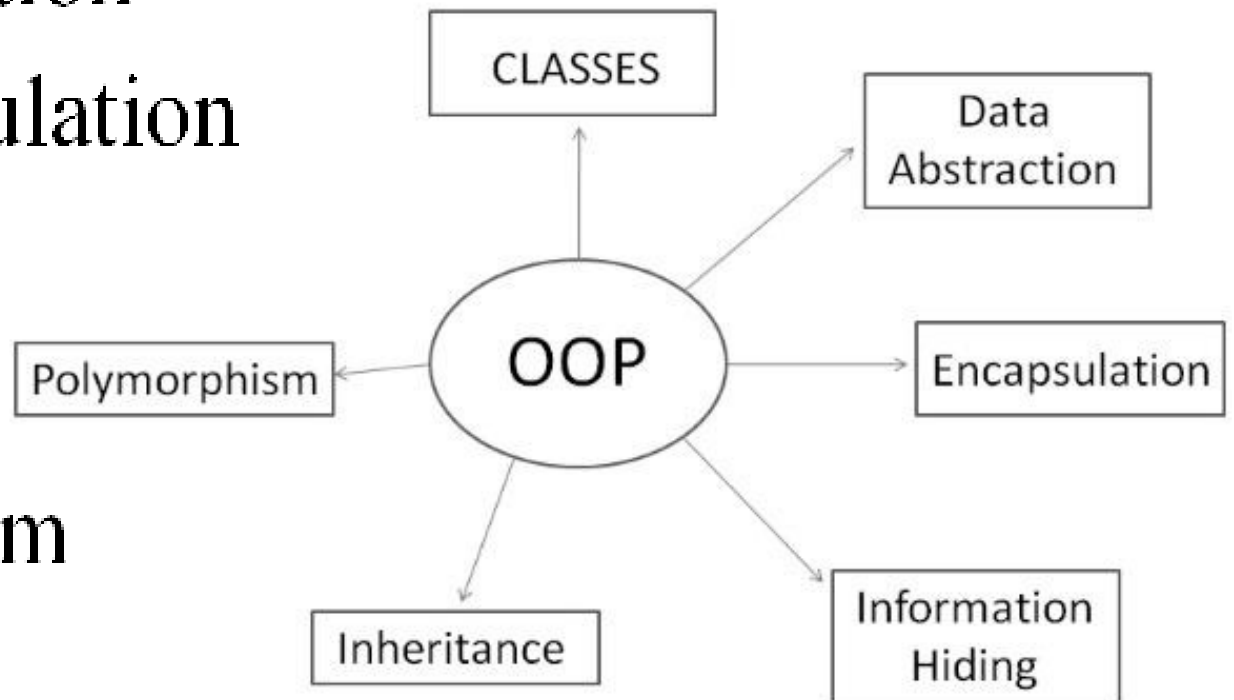 ulation
m
CLASSES
Data
Abstraction
OOP
Polymorphism
Encapsulation
Inheritance
Information
Hiding